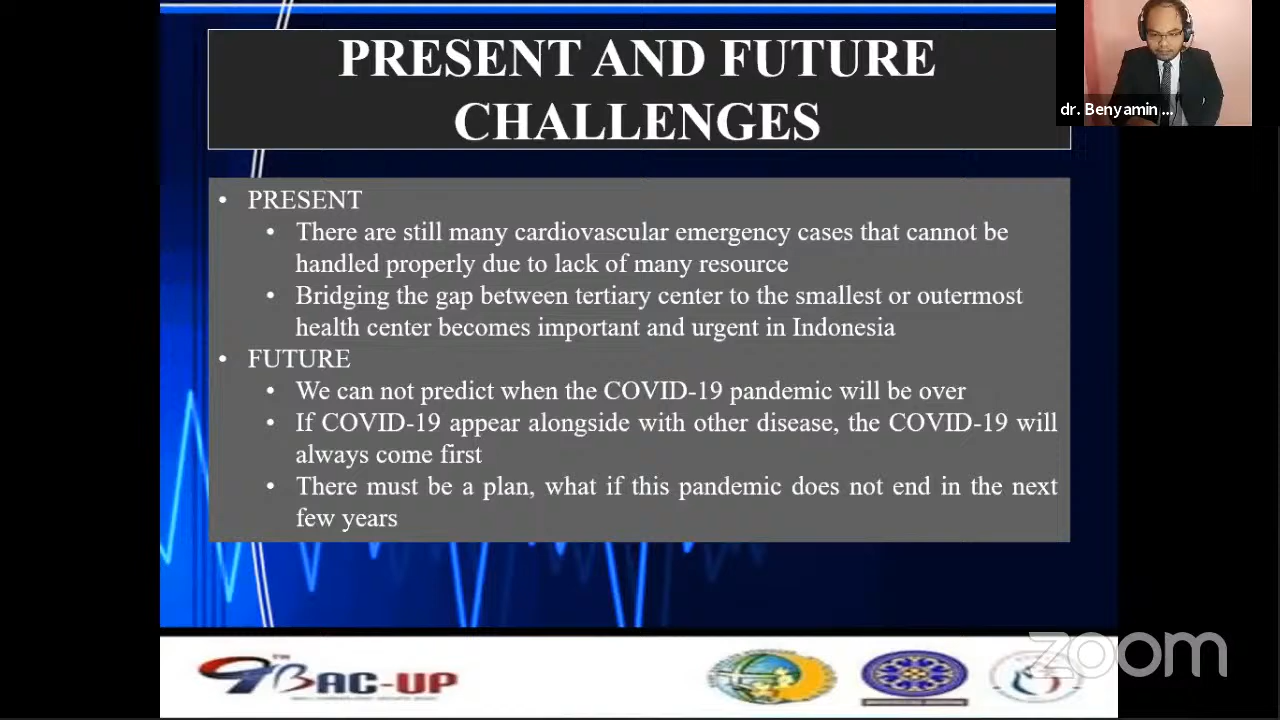 PRESENT AND FUTURE
CHALLENGES
dr. Benyamin ...
• PRESENT
• There are still many cardiovascular emergency cases that cannot be
handled properly due to lack of many resource
• Bridging the gap between tertiary center to the smallest or outermost
health center becomes important and urgent in Indonesia
• FUTURE
• We can not predict when the COVID-19 pandemic will be over
• If COVID-19 appear alongside with other disease, the COVID-19 will
always come first
• There must be a plan, what if this pandemic does not end in the next
few years
zoom
9TH BAC-UP